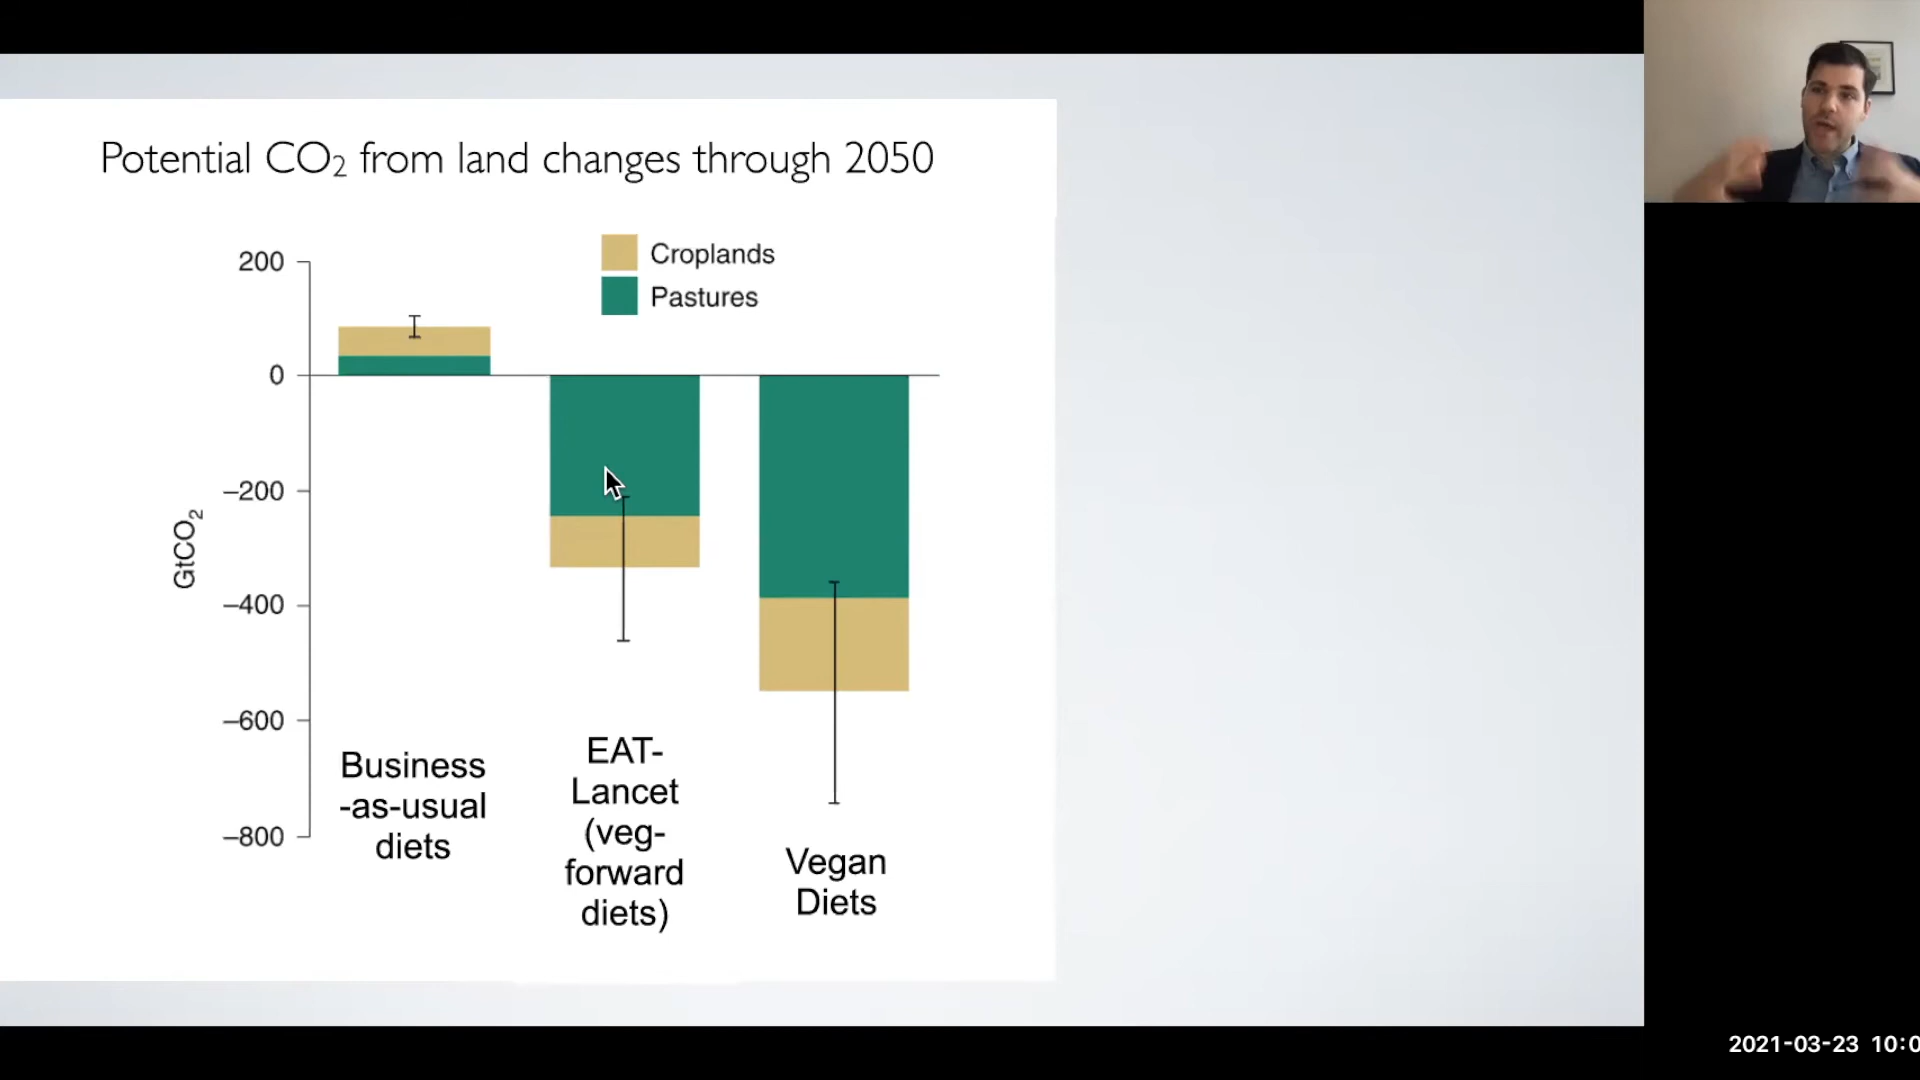 Potential CO₂ from land changes through 2050
Croplands
Pastures
200
0
–200
–400
–600
–800
GtCO₂
Business
-as-usual
diets
EAT-
Lancet
(veg-
forward
diets)
Vegan
Diets
2021-03-23 10:0